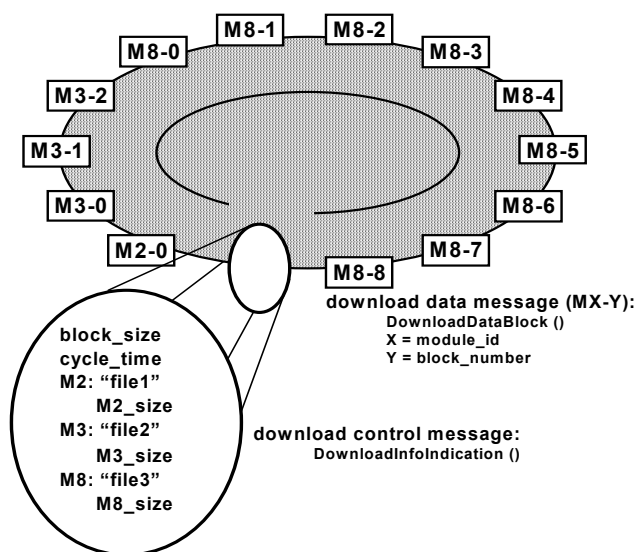 M8-1
M8-2
M8-0
M8-3
M3-2
M8-4
M3-1
M8-5
M3-0
M8-6
M2-0
M8-7
M8-8
download data message (MX-Y):
DownloadDataBlock ()
X = module_id
Y = block_number
block_size
cycle_time
M2: “file1”
M2_size
M3: “file2”
M3_size
M8: “file3”
M8_size
download control message:
DownloadInfoIndication ()